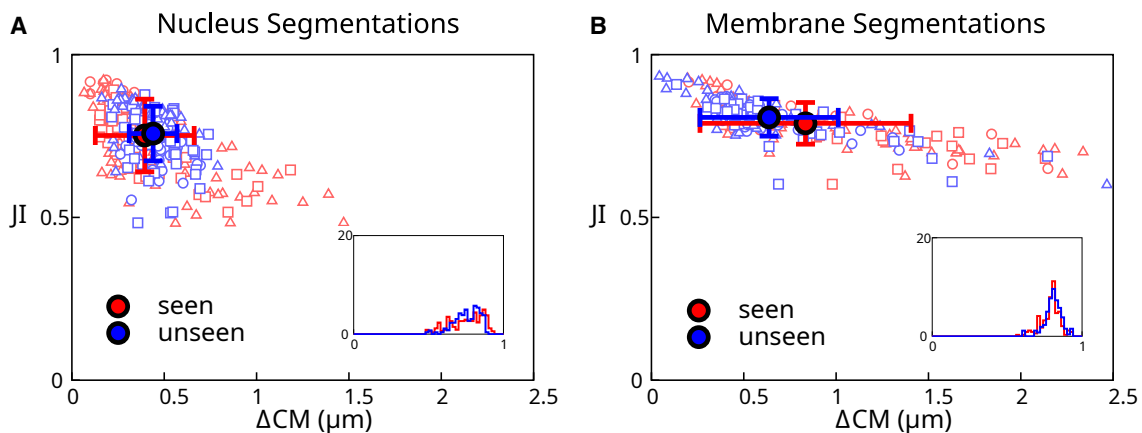 A Nucleus Segmentations
1
JI
0.5
0
20
0
1
seen
unseen
0 0.5 1 1.5 2 2.5
ΔCM (μm)
B Membrane Segmentations
1
JI
0.5
0
20
0
0 1
seen
unseen
0 0.5 1 1.5 2 2.5
ΔCM (μm)